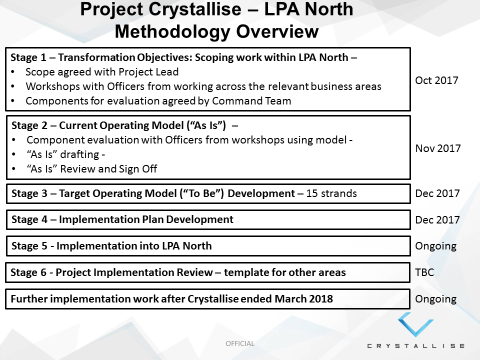 Project Crystallise – LPA North
Methodology Overview
Stage 1 – Transformation Objectives: Scoping work within LPA North –
• Scope agreed with Project Lead
• Workshops with Officers from working across the relevant business areas
• Components for evaluation agreed by Command Team
Oct 2017
Stage 2 – Current Operating Model (“As Is”) –
• Component evaluation with Officers from workshops using model -
• “As Is” drafting -
• “As Is” Review and Sign Off
Nov 2017
Stage 3 – Target Operating Model (“To Be”) Development – 15 strands
Dec 2017
Stage 4 – Implementation Plan Development
Dec 2017
Stage 5 - Implementation into LPA North
Ongoing
Stage 6 - Project Implementation Review – template for other areas
TBC
Further implementation work after Crystallise ended March 2018
Ongoing
OFFICIAL
CRYSTALLISE